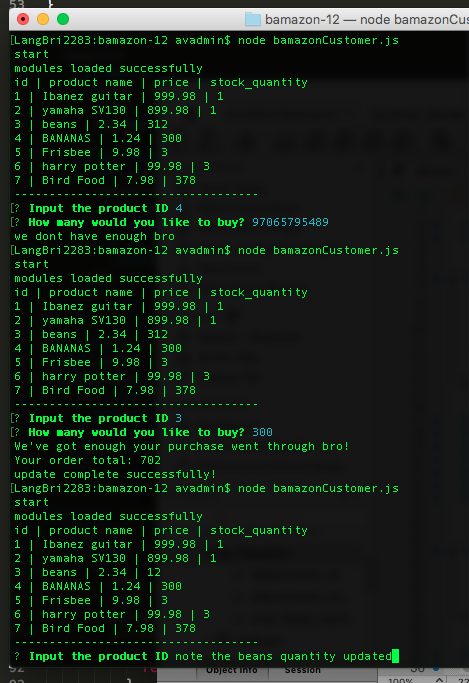 53 }
bamazon-12 — node bamazonCust
[LangBri2283:bamazon-12 avadmin$ node bamazonCustomer.js
start
modules loaded successfully
id | product name | price | stock_quantity
1 | Ibanez guitar | 999.98 | 1
2 | yamaha SV130 | 899.98 | 1
3 | beans | 2.34 | 312
4 | BANANAS | 1.24 | 300
5 | Frisbee | 9.98 | 3
6 | harry potter | 99.98 | 3
7 | Bird Food | 7.98 | 378
-----------------------------------
[? Input the product ID 4
[? How many would you like to buy? 97065795489
we dont have enough bro
[LangBri2283:bamazon-12 avadmin$ node bamazonCustomer.js
start
modules loaded successfully
id | product name | price | stock_quantity
1 | Ibanez guitar | 999.98 | 1
2 | yamaha SV130 | 899.98 | 1
3 | beans | 2.34 | 312
4 | BANANAS | 1.24 | 300
5 | Frisbee | 9.98 | 3
6 | harry potter | 99.98 | 3
7 | Bird Food | 7.98 | 378
-----------------------------------
[? Input the product ID 3
[? How many would you like to buy? 300
We've got enough your purchase went through bro!
Your order total: 702
update complete successfully!
[LangBri2283:bamazon-12 avadmin$ node bamazonCustomer.js
start
modules loaded successfully
id | product name | price | stock_quantity
1 | Ibanez guitar | 999.98 | 1
2 | yamaha SV130 | 899.98 | 1
3 | beans | 2.34 | 12
4 | BANANAS | 1.24 | 300
5 | Frisbee | 9.98 | 3
6 | harry potter | 99.98 | 3
7 | Bird Food | 7.98 | 378
-----------------------------------
? Input the product ID note the beans quantity updated
Object Info Session
100%